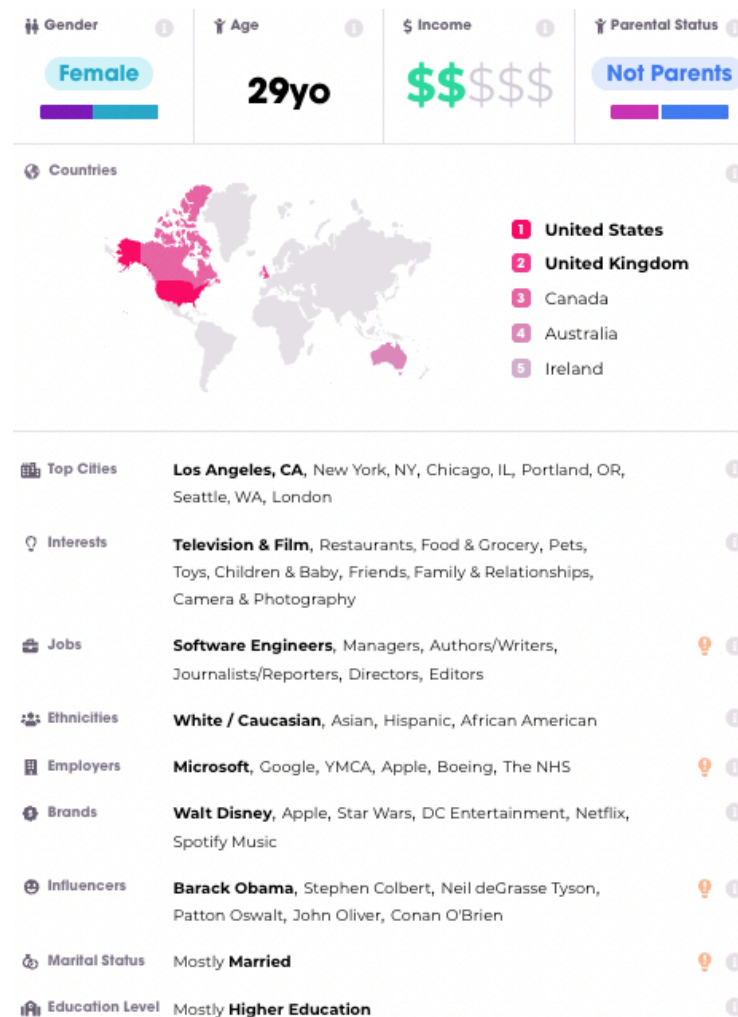 Gender
Age
$ Income
Parental Status
Female
29yo
$$$$$
Not Parents
Countries
1 United States
2 United Kingdom
3 Canada
4 Australia
5 Ireland
Top Cities
Los Angeles, CA, New York, NY, Chicago, IL, Portland, OR,
Seattle, WA, London
Interests
Television & Film, Restaurants, Food & Grocery, Pets,
Toys, Children & Baby, Friends, Family & Relationships,
Camera & Photography
Jobs
Software Engineers, Managers, Authors/Writers,
Journalists/Reporters, Directors, Editors
Ethnicities
White / Caucasian, Asian, Hispanic, African American
Employers
Microsoft, Google, YMCA, Apple, Boeing, The NHS
Brands
Walt Disney, Apple, Star Wars, DC Entertainment, Netflix,
Spotify Music
Influencers
Barack Obama, Stephen Colbert, Neil deGrasse Tyson,
Patton Oswalt, John Oliver, Conan O'Brien
Marital Status
Mostly Married
Education Level
Mostly Higher Education